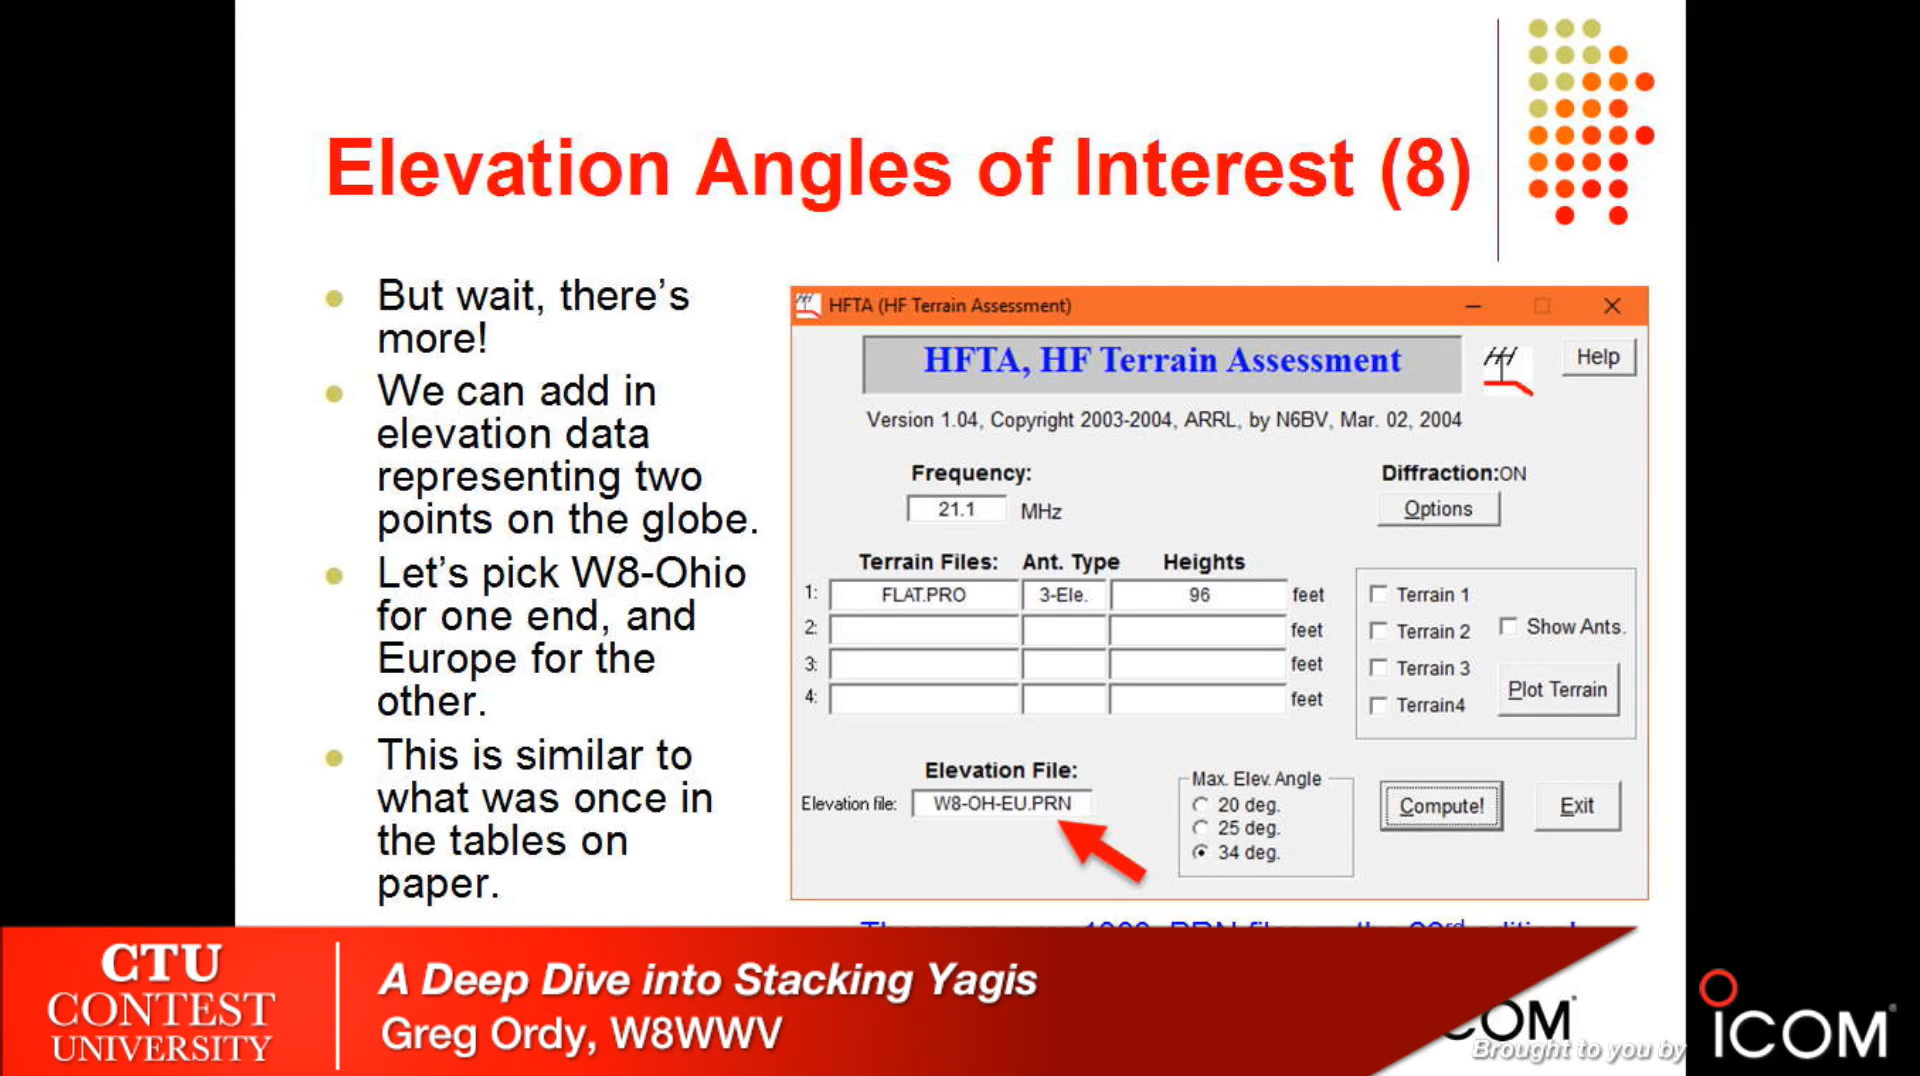 Elevation Angles of Interest (8)
But wait, there's
more!
We can add in
elevation data
representing two
points on the globe.
Let's pick W8-Ohio
for one end, and
Europe for the
other.
This is similar to
what was once in
the tables on
paper.
HFTA (HF Terrain Assessment)
HFTA, HF Terrain Assessment
Help
Version 1.04, Copyright 2003-2004, ARRL, by N6BV, Mar. 02, 2004
Frequency:
21.1 MHz
Diffraction:ON
Options
Terrain Files: Ant. Type Heights
1: FLAT.PRO 3-Ele. 96 feet
2: feet
3: feet
4: feet
Terrain 1
Terrain 2
Terrain 3
Terrain4
Show Ants.
Plot Terrain
Elevation File:
Elevation file: W8-OH-EU.PRN
Max. Elev. Angle
20 deg.
25 deg.
34 deg.
Compute!
Exit
CTU
CONTEST
UNIVERSITY
A Deep Dive into Stacking Yagis
Greg Ordy, W8WWV
COM
Brought to you by
ICOM